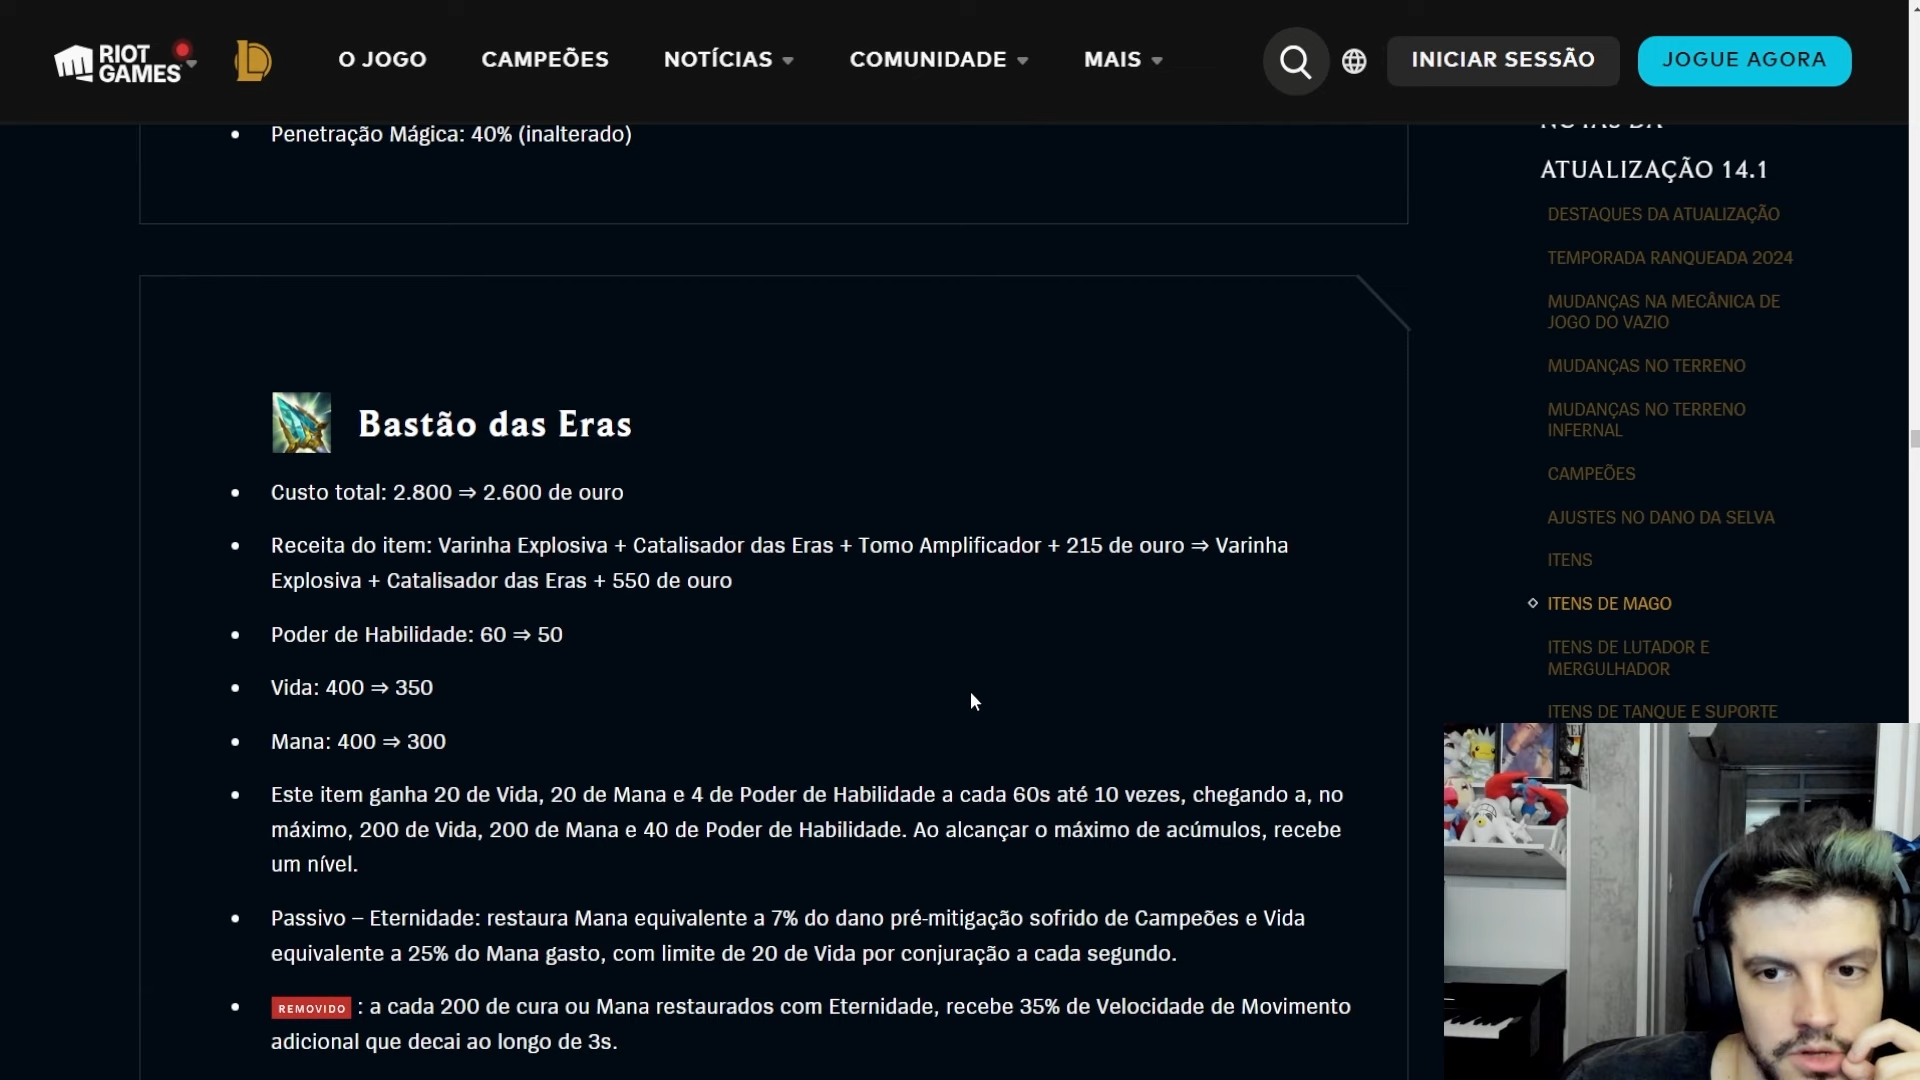 RIOT GAMES
O JOGO
CAMPEÕES
NOTÍCIAS
COMUNIDADE
MAIS
INICIAR SESSÃO
JOGUE AGORA
Penetração Mágica: 40% (inalterado)
Bastão das Eras
Custo total: 2.800 ⇒ 2.600 de ouro
Receita do item: Varinha Explosiva + Catalisador das Eras + Tomo Amplificador + 215 de ouro ⇒ Varinha
Explosiva + Catalisador das Eras + 550 de ouro
Poder de Habilidade: 60 ⇒ 50
Vida: 400 ⇒ 350
Mana: 400 ⇒ 300
Este item ganha 20 de Vida, 20 de Mana e 4 de Poder de Habilidade a cada 60s até 10 vezes, chegando a, no
máximo, 200 de Vida, 200 de Mana e 40 de Poder de Habilidade. Ao alcançar o máximo de acúmulos, recebe
um nível.
Passivo – Eternidade: restaura Mana equivalente a 7% do dano pré-mitigação sofrido de Campeões e Vida
equivalente a 25% do Mana gasto, com limite de 20 de Vida por conjuração a cada segundo.
REMOVIDO : a cada 200 de cura ou Mana restaurados com Eternidade, recebe 35% de Velocidade de Movimento
adicional que decai ao longo de 3s.
NOTAS DA
ATUALIZAÇÃO 14.1
DESTAQUES DA ATUALIZAÇÃO
TEMPORADA RANQUEADA 2024
MUDANÇAS NA MECÂNICA DE
JOGO DO VAZIO
MUDANÇAS NO TERRENO
MUDANÇAS NO TERRENO
INFERNAL
CAMPEÕES
AJUSTES NO DANO DA SELVA
ITENS
ITENS DE MAGO
ITENS DE LUTADOR E
MERGULHADOR
ITENS DE TANQUE E SUPORTE